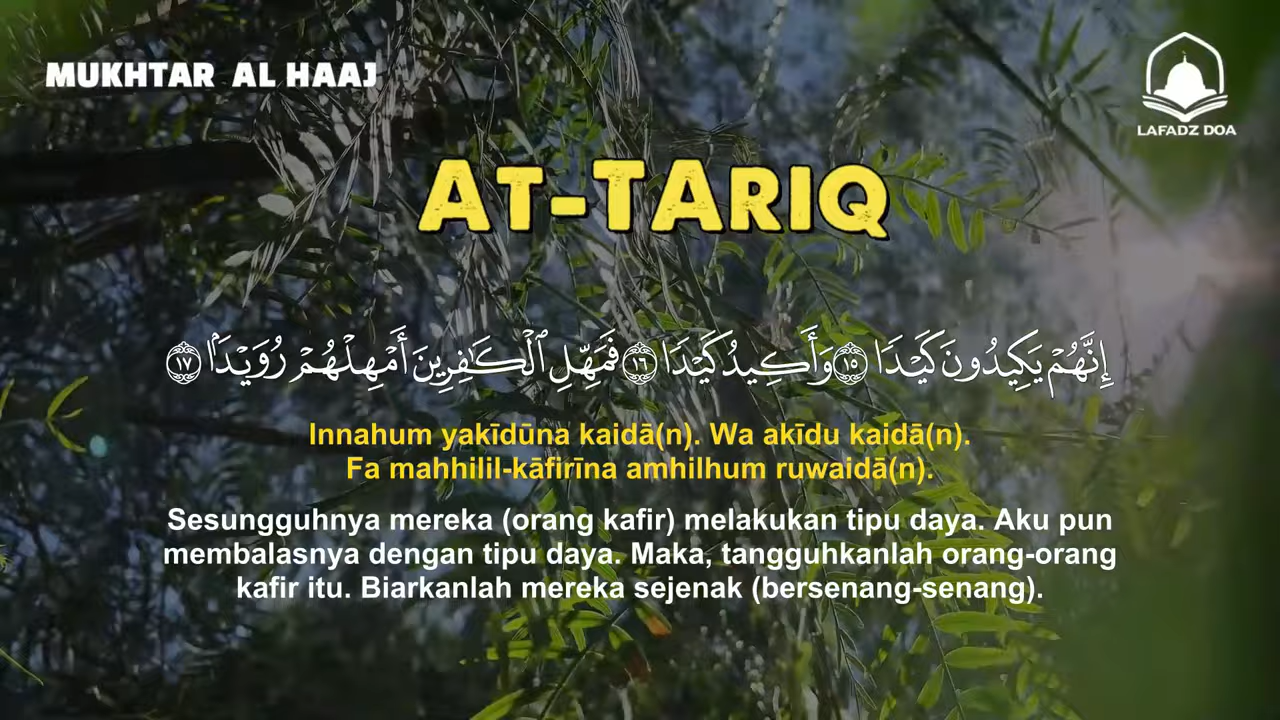 MUKHTAR AL HAAJ
LAFADZ DOA
AT-TARIQ
إِنَّهُمْ يَكِيدُونَ كَيْدًا ١٥ وَأَكِيدُ كَيْدًا ١٦ فَمَهِّلِ ٱلْكَٰفِرِينَ أَمْهِلْهُمْ رُوَيْدًۢا ١٧
Innahum yakīdūna kaidā(n). Wa akīdu kaidā(n).
Fa mahhilil-kāfirīna amhilhum ruwaidā(n).
Sesungguhnya mereka (orang kafir) melakukan tipu daya. Aku pun
membalasnya dengan tipu daya. Maka, tangguhkanlah orang-orang
kafir itu. Biarkanlah mereka sejenak (bersenang-senang).